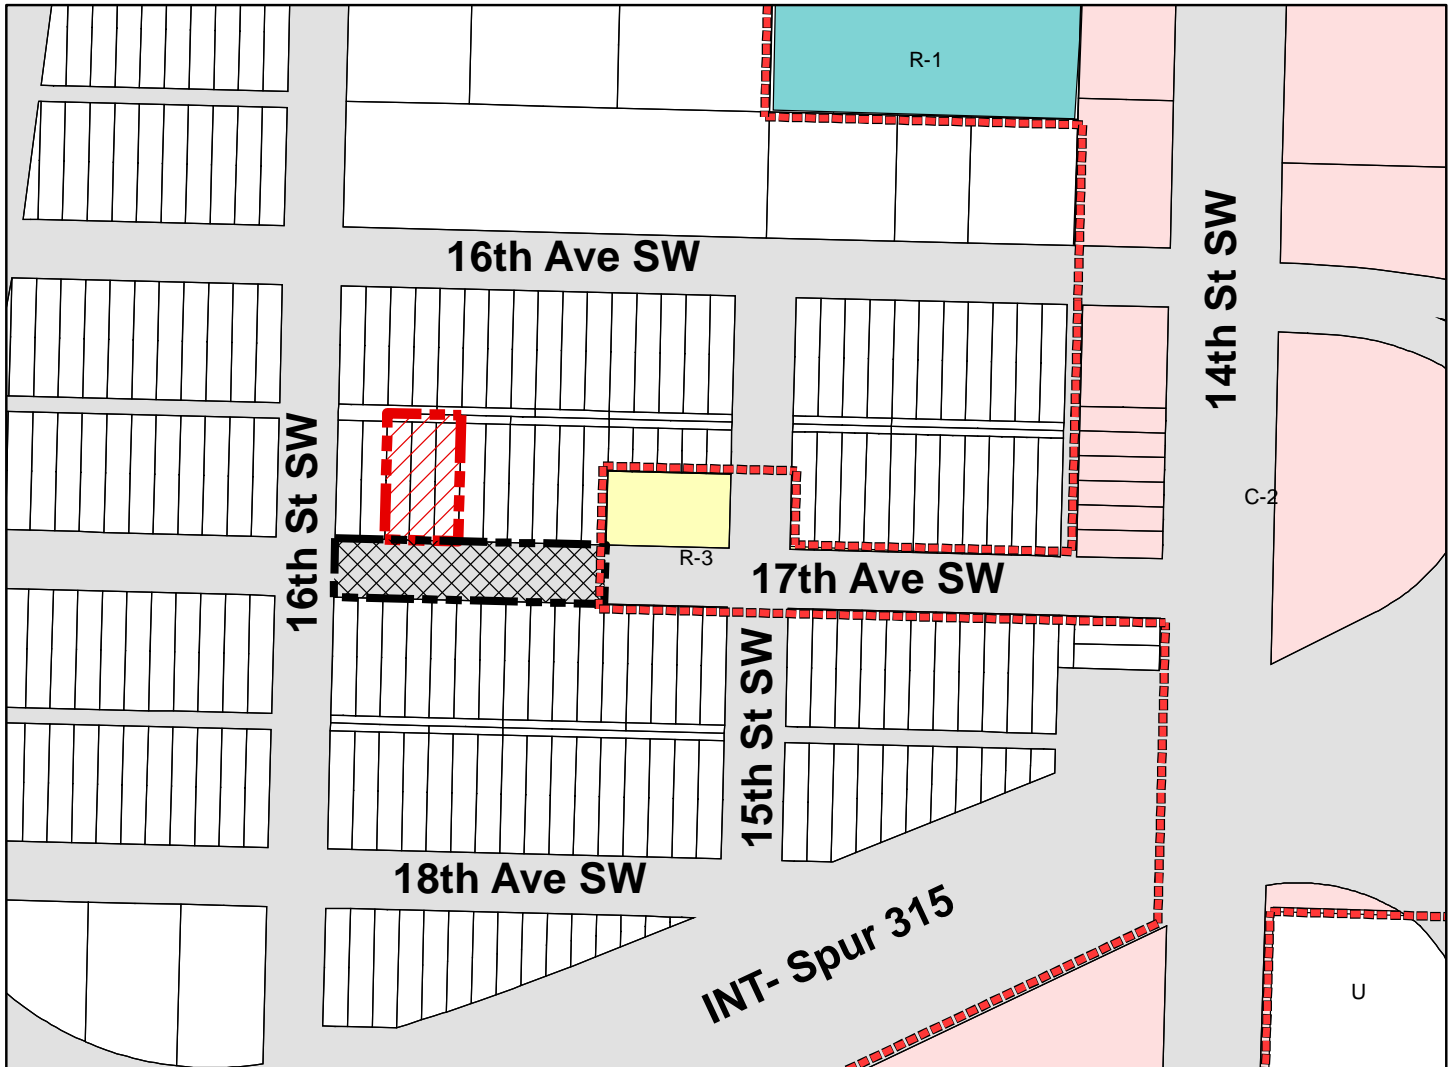 R-1
16th Ave SW
14th St SW
16th St SW
C-2
R-3
17th Ave SW
15th St SW
18th Ave SW
INT- Spur 315
U